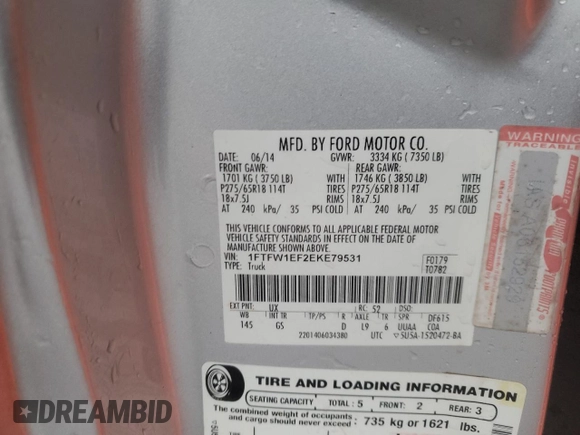 MFD. BY FORD MOTOR CO.
DATE: 06/14 GVWR: 3334 KG ( 7350 LB)
FRONT GAWR: REAR GAWR:
1701 KG ( 3750 LB) WITH 1746 KG ( 3850 LB) WITH
P275/65R18 114T TIRES P275/65R18 114T TIRES
18x7.5J RIMS 18x7.5J RIMS
AT 240 kPa/ 35 PSI COLD AT 240 kPa/ 35 PSI COLD
THIS VEHICLE CONFORMS TO ALL APPLICABLE FEDERAL MOTOR
VEHICLE SAFETY STANDARDS IN EFFECT ON THE DATE OF
MANUFACTURE SHOWN ABOVE.
VIN: 1FTFW1EF2EKE79531 F0179
TYPE: Truck T0782
EXT PNT: UX RC: 52 DSO:
WB INT TR TP/PS R AXLE TR SPR DF615
145 GS D L9 6 UUAA C0A
2201406034380 UTC ▽5U5A-1520472-BA
WARNING
TRACEABLE
TIRE AND LOADING INFORMATION
SEATING CAPACITY TOTAL: 5 FRONT: 2 REAR: 3
The combined weight of occupants
and cargo should never exceed: 735 kg or 1621 lbs.
DREAMBID